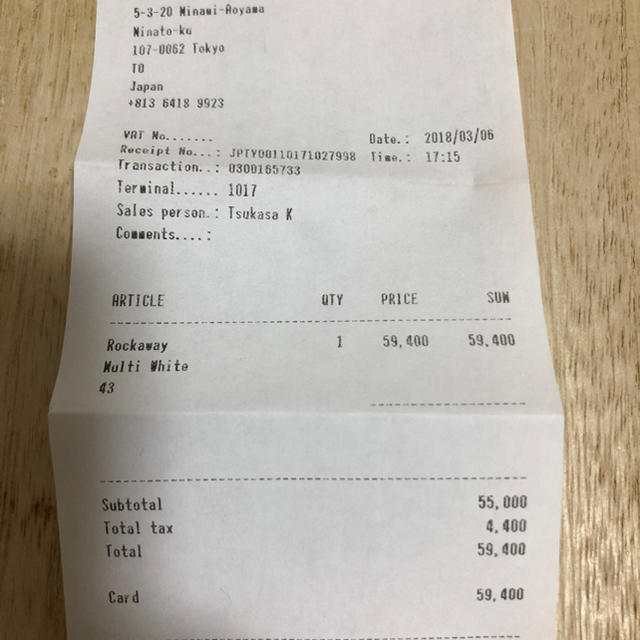 5-3-20 Minami-Aoyama
Minato-ku
107-0062 Tokyo
TO
Japan
+813 6418 9923
VAT No.......
Date.: 2018/03/06
Receipt No...: JPTY00110171027998 Time.: 17:15
Transaction..: 0300165733
Terminal...... 1017
Sales person.: Tsukasa K
Comments....:
ARTICLE QTY PRICE SUM
Rockaway 1 59,400 59,400
Multi White
43
Subtotal 55,000
Total tax 4,400
Total 59,400
Card 59,400